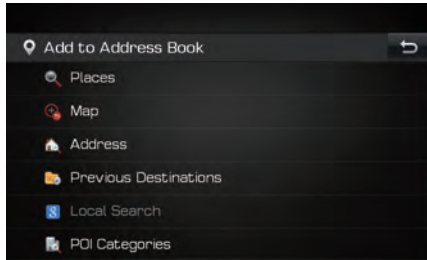 Add to Address Book
Places
Map
Address
Previous Destinations
Local Search
POI Categories